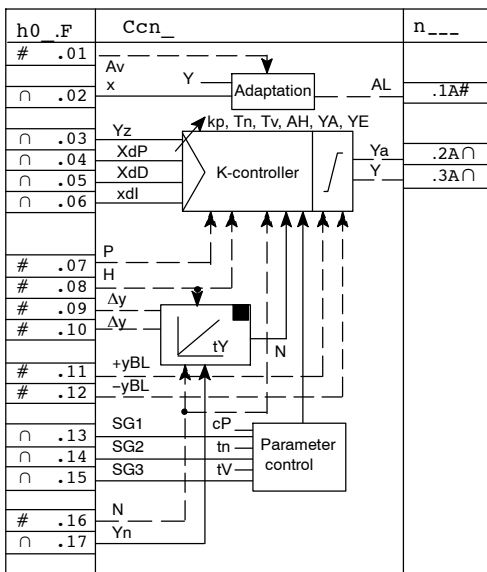 h0_.F Ccn_ n___
# .01
Av
∩ .02 x Y Adaptation AL .1A#
kp, Tn, Tv, AH, YA, YE
∩ .03 Yz
∩ .04 XdP K-controller Ya .2A∩
∩ .05 XdD Y .3A∩
∩ .06 xdI
# .07 P
# .08 H
# .09 Δy
# .10 Δy tY N
# .11 +yBL
# .12 −yBL
∩ .13 SG1 cP
∩ .14 SG2 tn Parameter
∩ .15 SG3 tV control
# .16 N
∩ .17 Yn